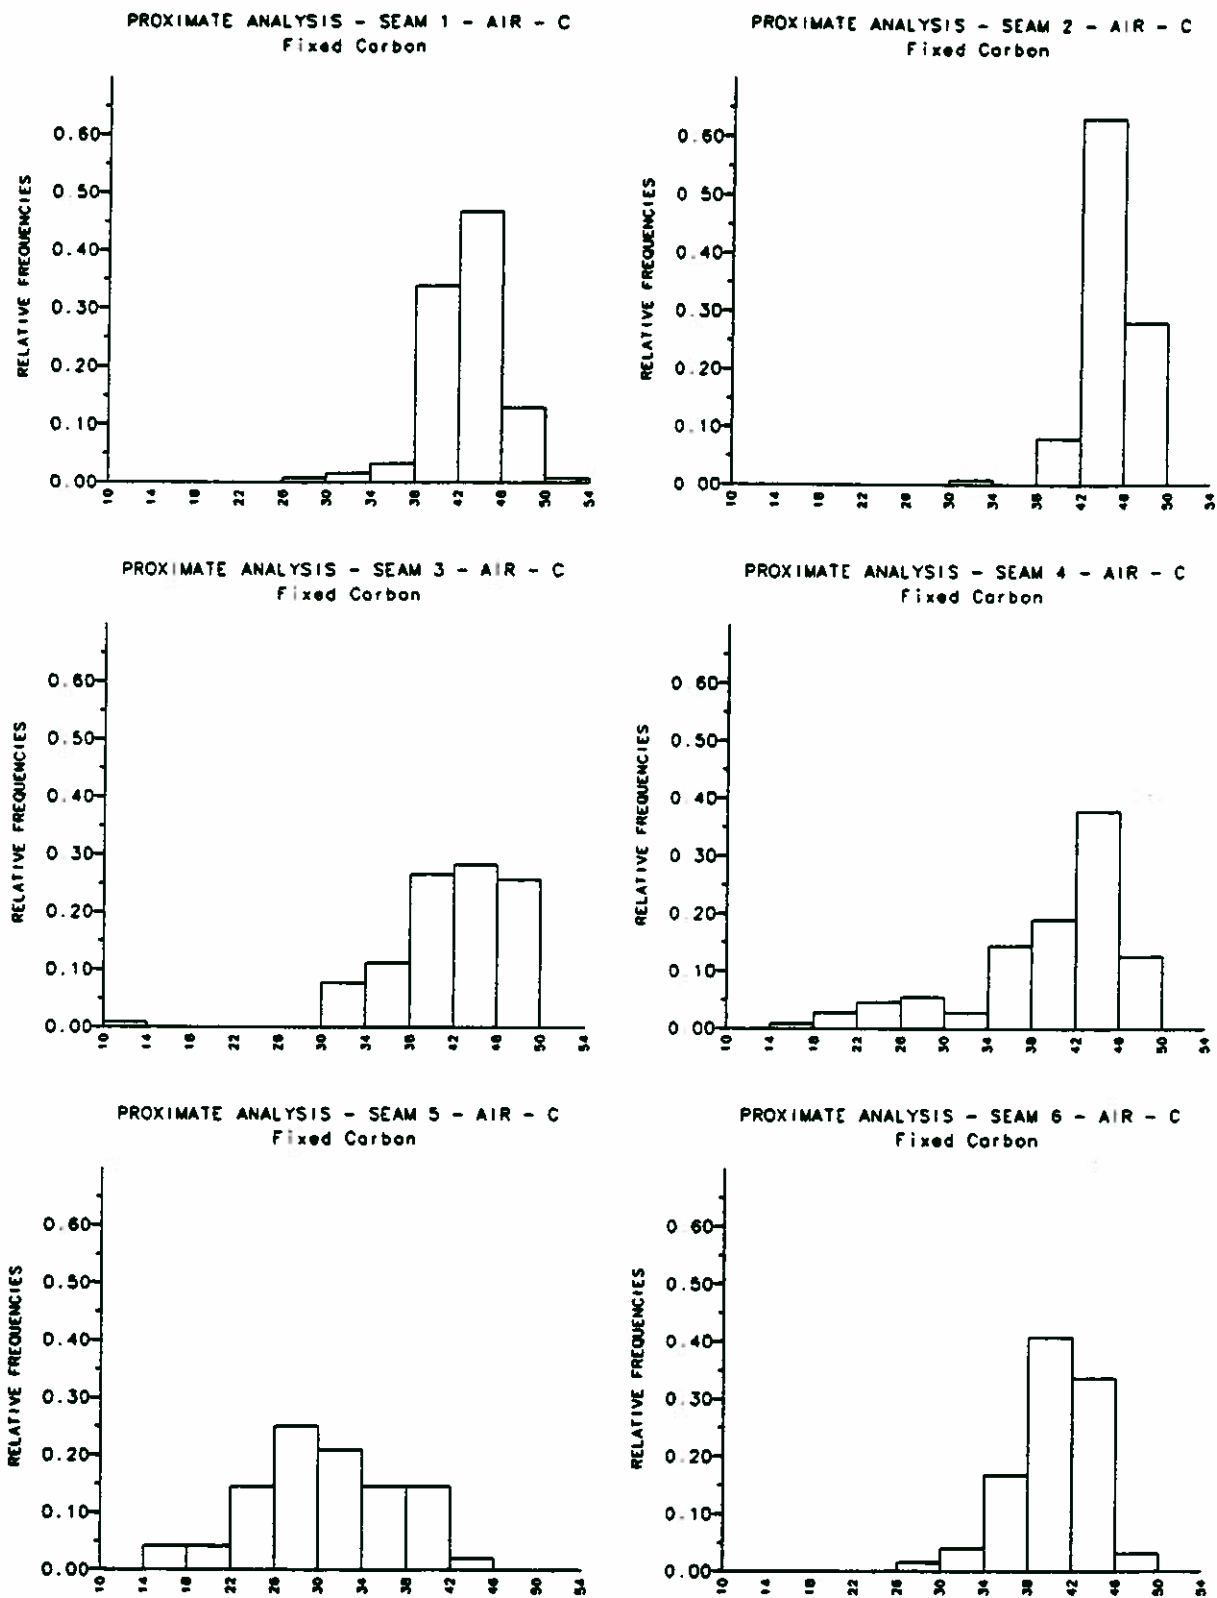 PROXIMATE ANALYSIS - SEAM 1 - AIR - C
Fixed Carbon
RELATIVE FREQUENCIES
0.60
0.50
0.40
0.30
0.20
0.10
0.00
10 14 18 22 26 30 34 38 42 46 50 54
PROXIMATE ANALYSIS - SEAM 2 - AIR - C
Fixed Carbon
RELATIVE FREQUENCIES
0.60
0 50
0.40
0.30
0.20
0.10
0 00
10 14 18 22 26 30 34 38 42 46 50 54
PROXIMATE ANALYSIS - SEAM 3 - AIR - C
Fixed Carbon
RELATIVE FREQUENCIES
0.60
0.50
0.40
0.30
0.20
0.10
0.00
10 14 18 22 26 30 34 38 42 46 50 54
PROXIMATE ANALYSIS - SEAM 4 - AIR - C
Fixed Carbon
RELATIVE FREQUENCIES
0 60
0.50
0 40
0.30
0.20
0.10
0 00
10 14 18 22 26 30 34 38 42 46 50 54
PROXIMATE ANALYSIS - SEAM 5 - AIR - C
Fixed Carbon
RELATIVE FREQUENCIES
0.60
0.50
0.40
0.30
0.20
0.10
0.00
10 14 18 22 26 30 34 38 42 46 50 54
PROXIMATE ANALYSIS - SEAM 6 - AIR - C
Fixed Carbon
RELATIVE FREQUENCIES
0 60
0.50
0.40
0.30
0.20
0.10
0.00
10 14 18 22 26 30 34 38 42 46 50 54